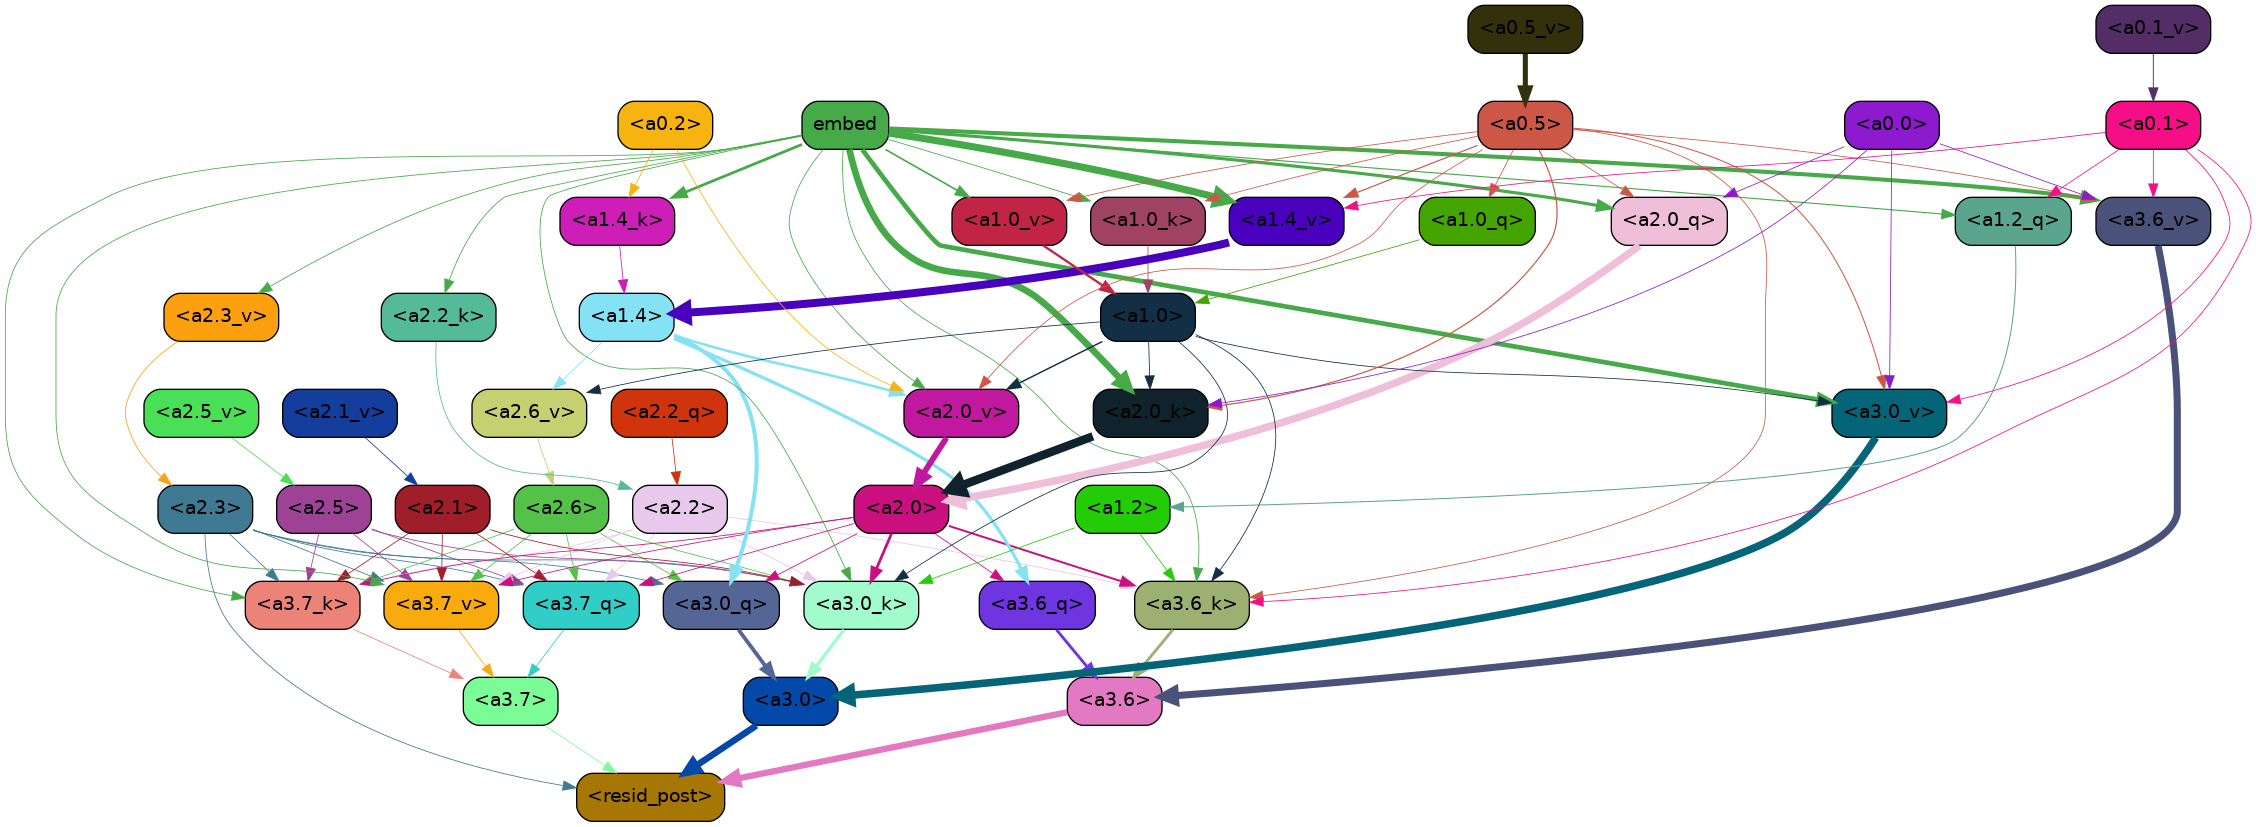 <a0.5_v>
<a0.1_v>
<a0.2>
embed
<a0.5>
<a0.0>
<a0.1>
<a1.4_k>
<a1.0_v>
<a1.0_k>
<a1.4_v>
<a1.0_q>
<a2.0_q>
<a1.2_q>
<a3.6_v>
<a2.3_v>
<a2.2_k>
<a1.4>
<a1.0>
<a2.5_v>
<a2.1_v>
<a2.6_v>
<a2.2_q>
<a2.0_v>
<a2.0_k>
<a3.0_v>
<a2.3>
<a2.5>
<a2.1>
<a2.6>
<a2.2>
<a2.0>
<a1.2>
<a3.7_k>
<a3.7_v>
<a3.7_q>
<a3.0_q>
<a3.0_k>
<a3.6_q>
<a3.6_k>
<a3.7>
<a3.0>
<a3.6>
<resid_post>